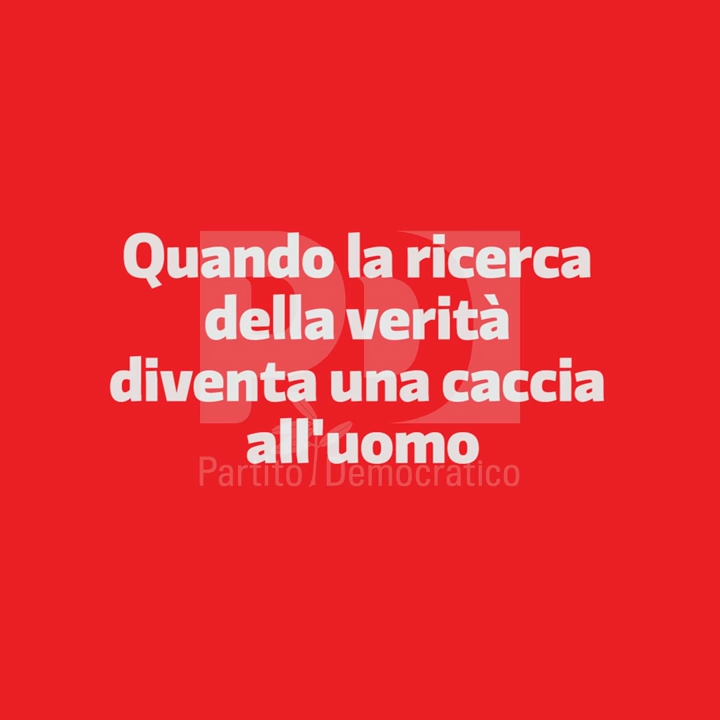 PD
Quando la ricerca
della verità
diventa una caccia
all'uomo
Partito Democratico